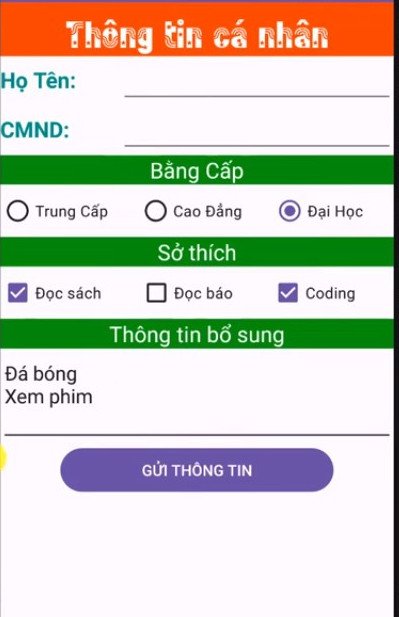 Thông tin cá nhân
Họ Tên:
CMND:
Bằng Cấp
Trung Cấp Cao Đẳng Đại Học
Sở thích
Đọc sách Đọc báo Coding
Thông tin bổ sung
Đá bóng
Xem phim
GỬI THÔNG TIN